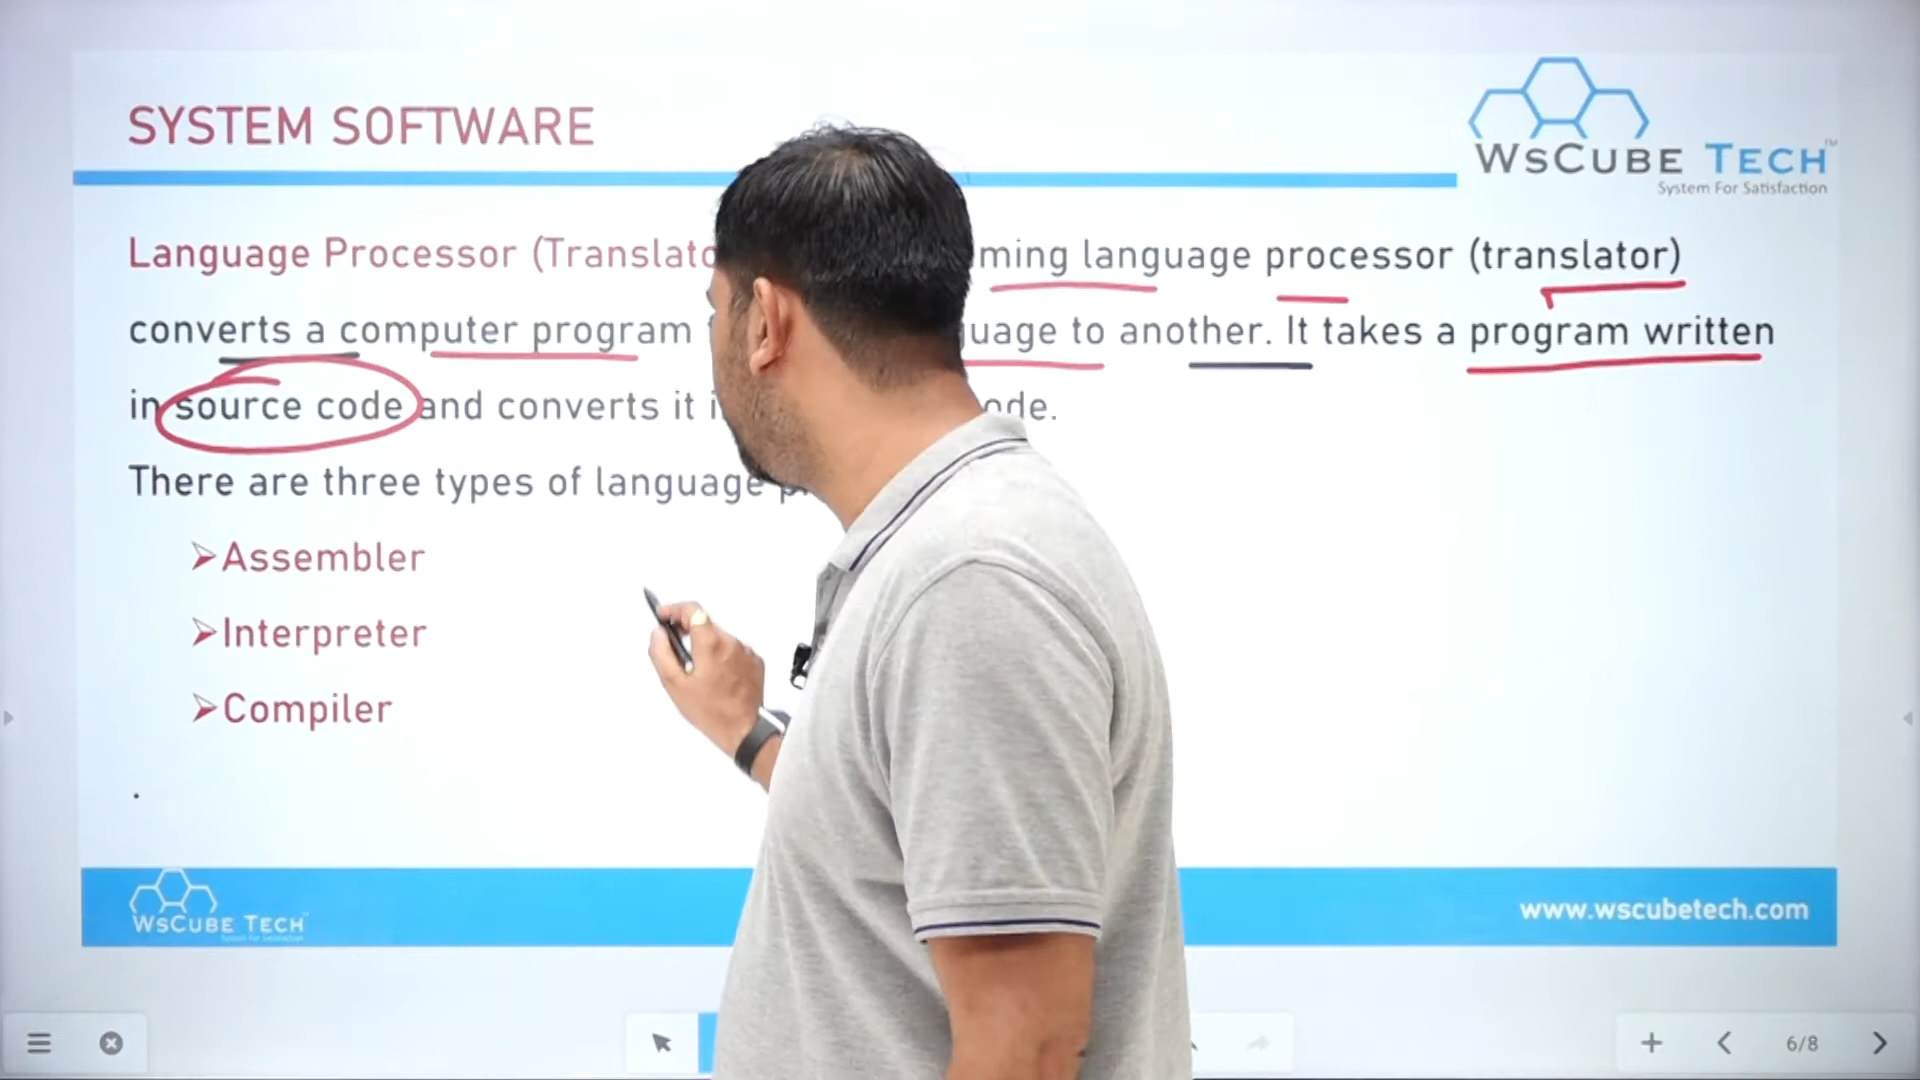 SYSTEM SOFTWARE
WSCUBE TECH™
System For Satisfaction
Language Processor (Translato ming language processor (translator)
converts a computer program guage to another. It takes a program written
in source code and converts it i ode.
There are three types of language p
➢Assembler
➢Interpreter
➢Compiler
.
WSCUBE TECH
www.wscubetech.com
6/8